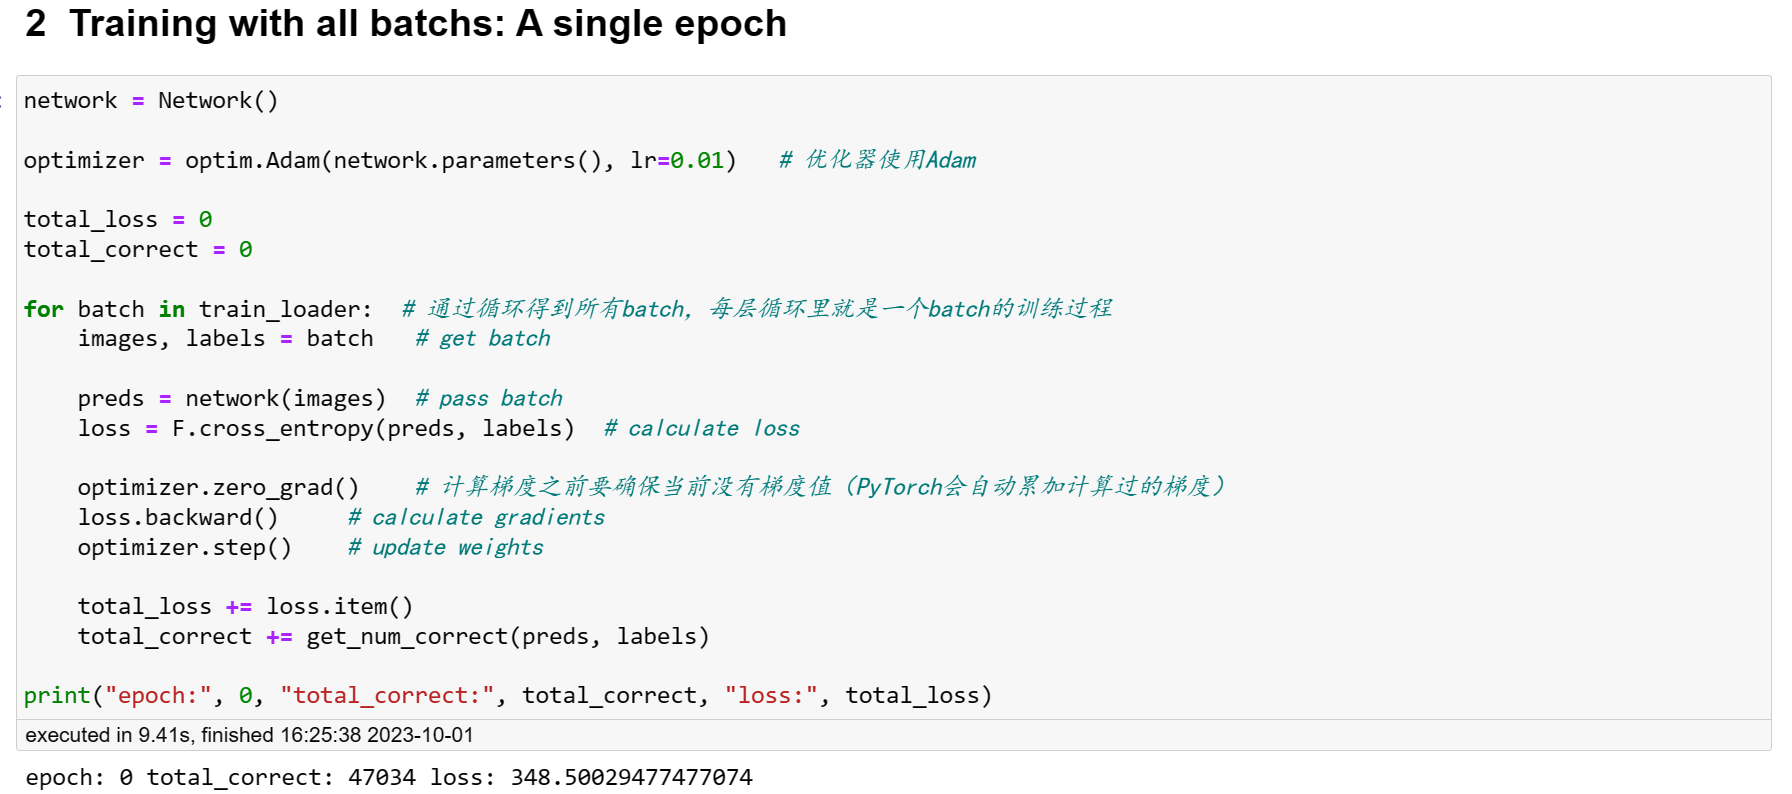 2 Training with all batchs: A single epoch
network = Network()
optimizer = optim.Adam(network.parameters(), lr=0.01)   # 优化器使用Adam
total_loss = 0
total_correct = 0
for batch in train_loader:  # 通过循环得到所有batch，每层循环里就是一个batch的训练过程
    images, labels = batch   # get batch
    preds = network(images)  # pass batch
    loss = F.cross_entropy(preds, labels)  # calculate loss
    optimizer.zero_grad()    # 计算梯度之前要确保当前没有梯度值（PyTorch会自动累加计算过的梯度）
    loss.backward()     # calculate gradients
    optimizer.step()    # update weights
    total_loss += loss.item()
    total_correct += get_num_correct(preds, labels)
print("epoch:", 0, "total_correct:", total_correct, "loss:", total_loss)
executed in 9.41s, finished 16:25:38 2023-10-01
epoch: 0 total_correct: 47034 loss: 348.50029477477074